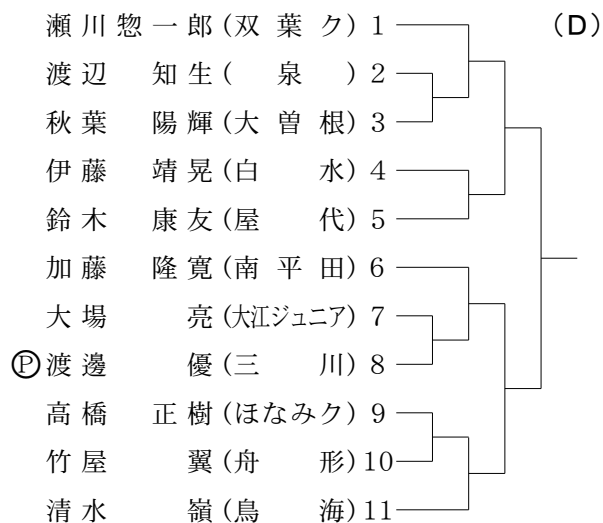 瀬川惣一郎(双葉ク) 1 (D)
渡辺 知生(泉) 2
秋葉 陽輝(大曽根) 3
伊藤 靖晃(白水) 4
鈴木 康友(屋代) 5
加藤 隆寛(南平田) 6
大場 亮(大江ジュニア) 7
Ⓟ渡邊 優(三川) 8
高橋 正樹(ほなみク) 9
竹屋 翼(舟形) 10
清水 嶺(鳥海) 11